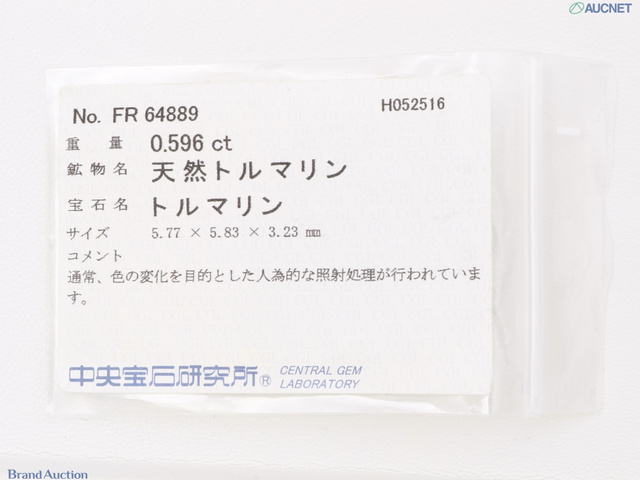 AUCNET
No. FR 64889 H052516
重 量 0.596 ct
鉱物名 天然トルマリン
宝石名 トルマリン
サイズ 5.77 × 5.83 × 3.23 mm
コメント
通常、色の変化を目的とした人為的な照射処理が行われていま
す。
中央宝石研究所® CENTRAL GEM
LABORATORY
Brand Auction